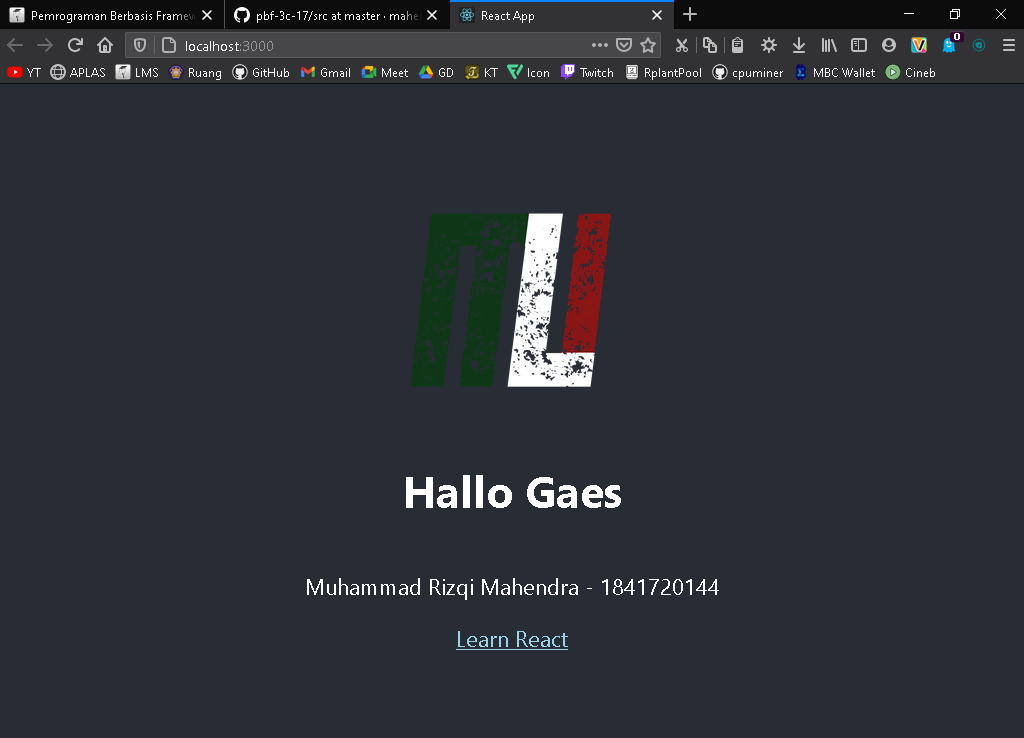 Pemrograman Berbasis Framew
pbf-3c-17/src at master · mahe
React App
localhost:3000
0
YT
APLAS
LMS
Ruang
GitHub
Gmail
Meet
GD
KT
Icon
Twitch
RplantPool
cpuminer
MBC Wallet
Cineb
Hallo Gaes
Muhammad Rizqi Mahendra - 1841720144
Learn React